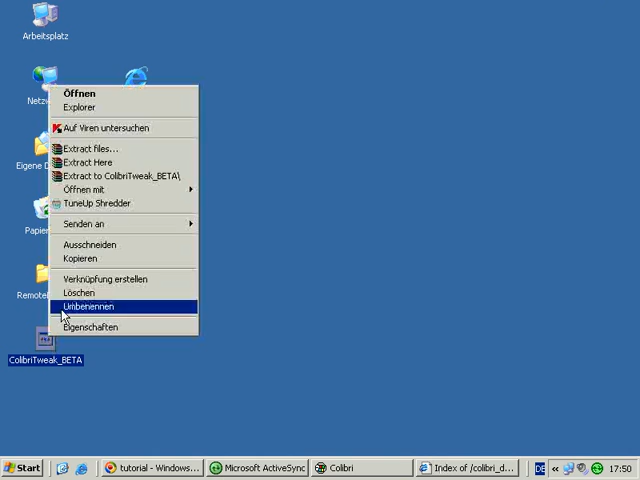 Arbeitsplatz
Netzw
Eigene D
Papier
Remotel
ColibriTweak_BETA
Öffnen
Explorer
Auf Viren untersuchen
Extract files...
Extract Here
Extract to ColibriTweak_BETA\
Öffnen mit
TuneUp Shredder
Senden an
Ausschneiden
Kopieren
Verknüpfung erstellen
Löschen
Umbenennen
Eigenschaften
Start
tutorial - Windows...
Microsoft ActiveSync
Colibri
Index of /colibri_d...
DE
«
17:50